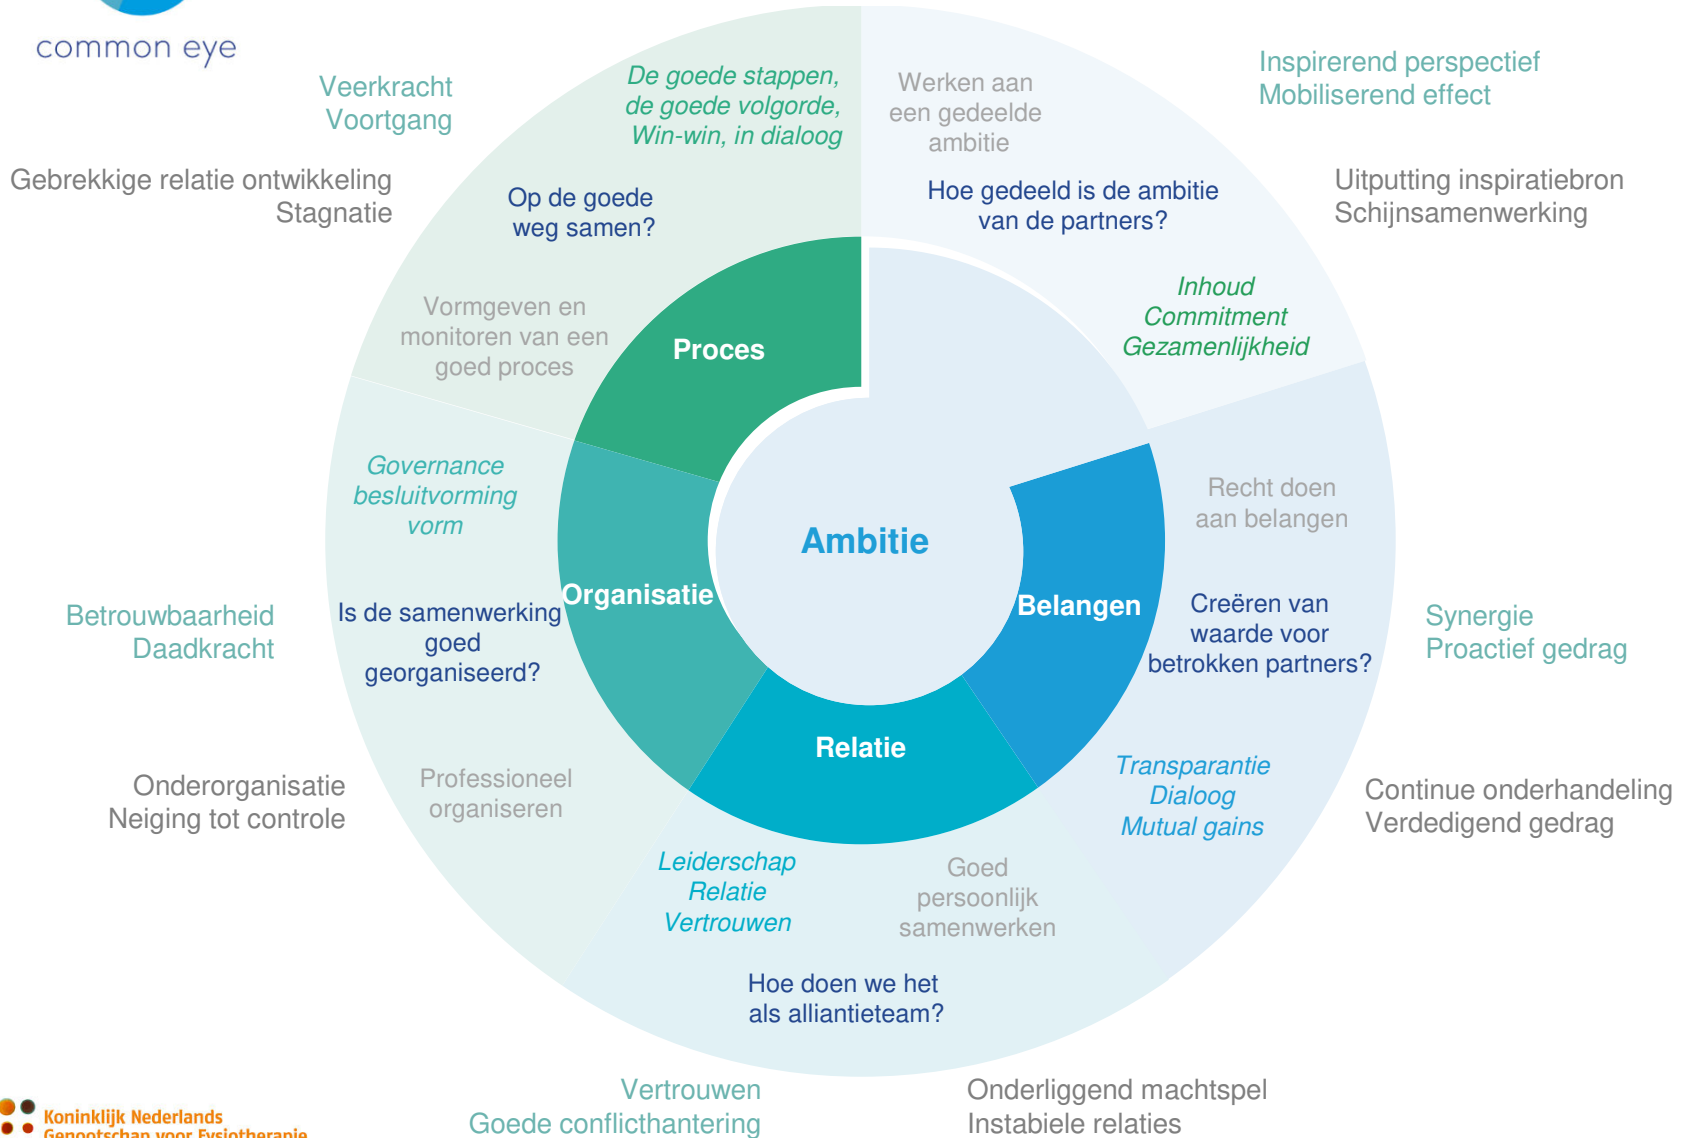 common eye
Veerkracht
Voortgang
Gebrekkige relatie ontwikkeling
Stagnatie
De goede stappen,
de goede volgorde,
Win-win, in dialoog
Op de goede
weg samen?
Vormgeven en
monitoren van een
goed proces
Proces
Werken aan
een gedeelde
ambitie
Hoe gedeeld is de ambitie
van de partners?
Inhoud
Commitment
Gezamenlijkheid
Inspirerend perspectief
Mobiliserend effect
Uitputting inspiratiebron
Schijnsamenwerking
Governance
besluitvorming
vorm
Is de samenwerking
goed
georganiseerd?
Professioneel
organiseren
Organisatie
Betrouwbaarheid
Daadkracht
Onderorganisatie
Neiging tot controle
Ambitie
Belangen
Recht doen
aan belangen
Creëren van
waarde voor
betrokken partners?
Transparantie
Dialoog
Mutual gains
Synergie
Proactief gedrag
Continue onderhandeling
Verdedigend gedrag
Relatie
Leiderschap
Relatie
Vertrouwen
Goed
persoonlijk
samenwerken
Hoe doen we het
als alliantieteam?
Vertrouwen
Goede conflicthantering
Onderliggend machtspel
Instabiele relaties
Koninklijk Nederlands
Genootschap voor Fysiotherapie